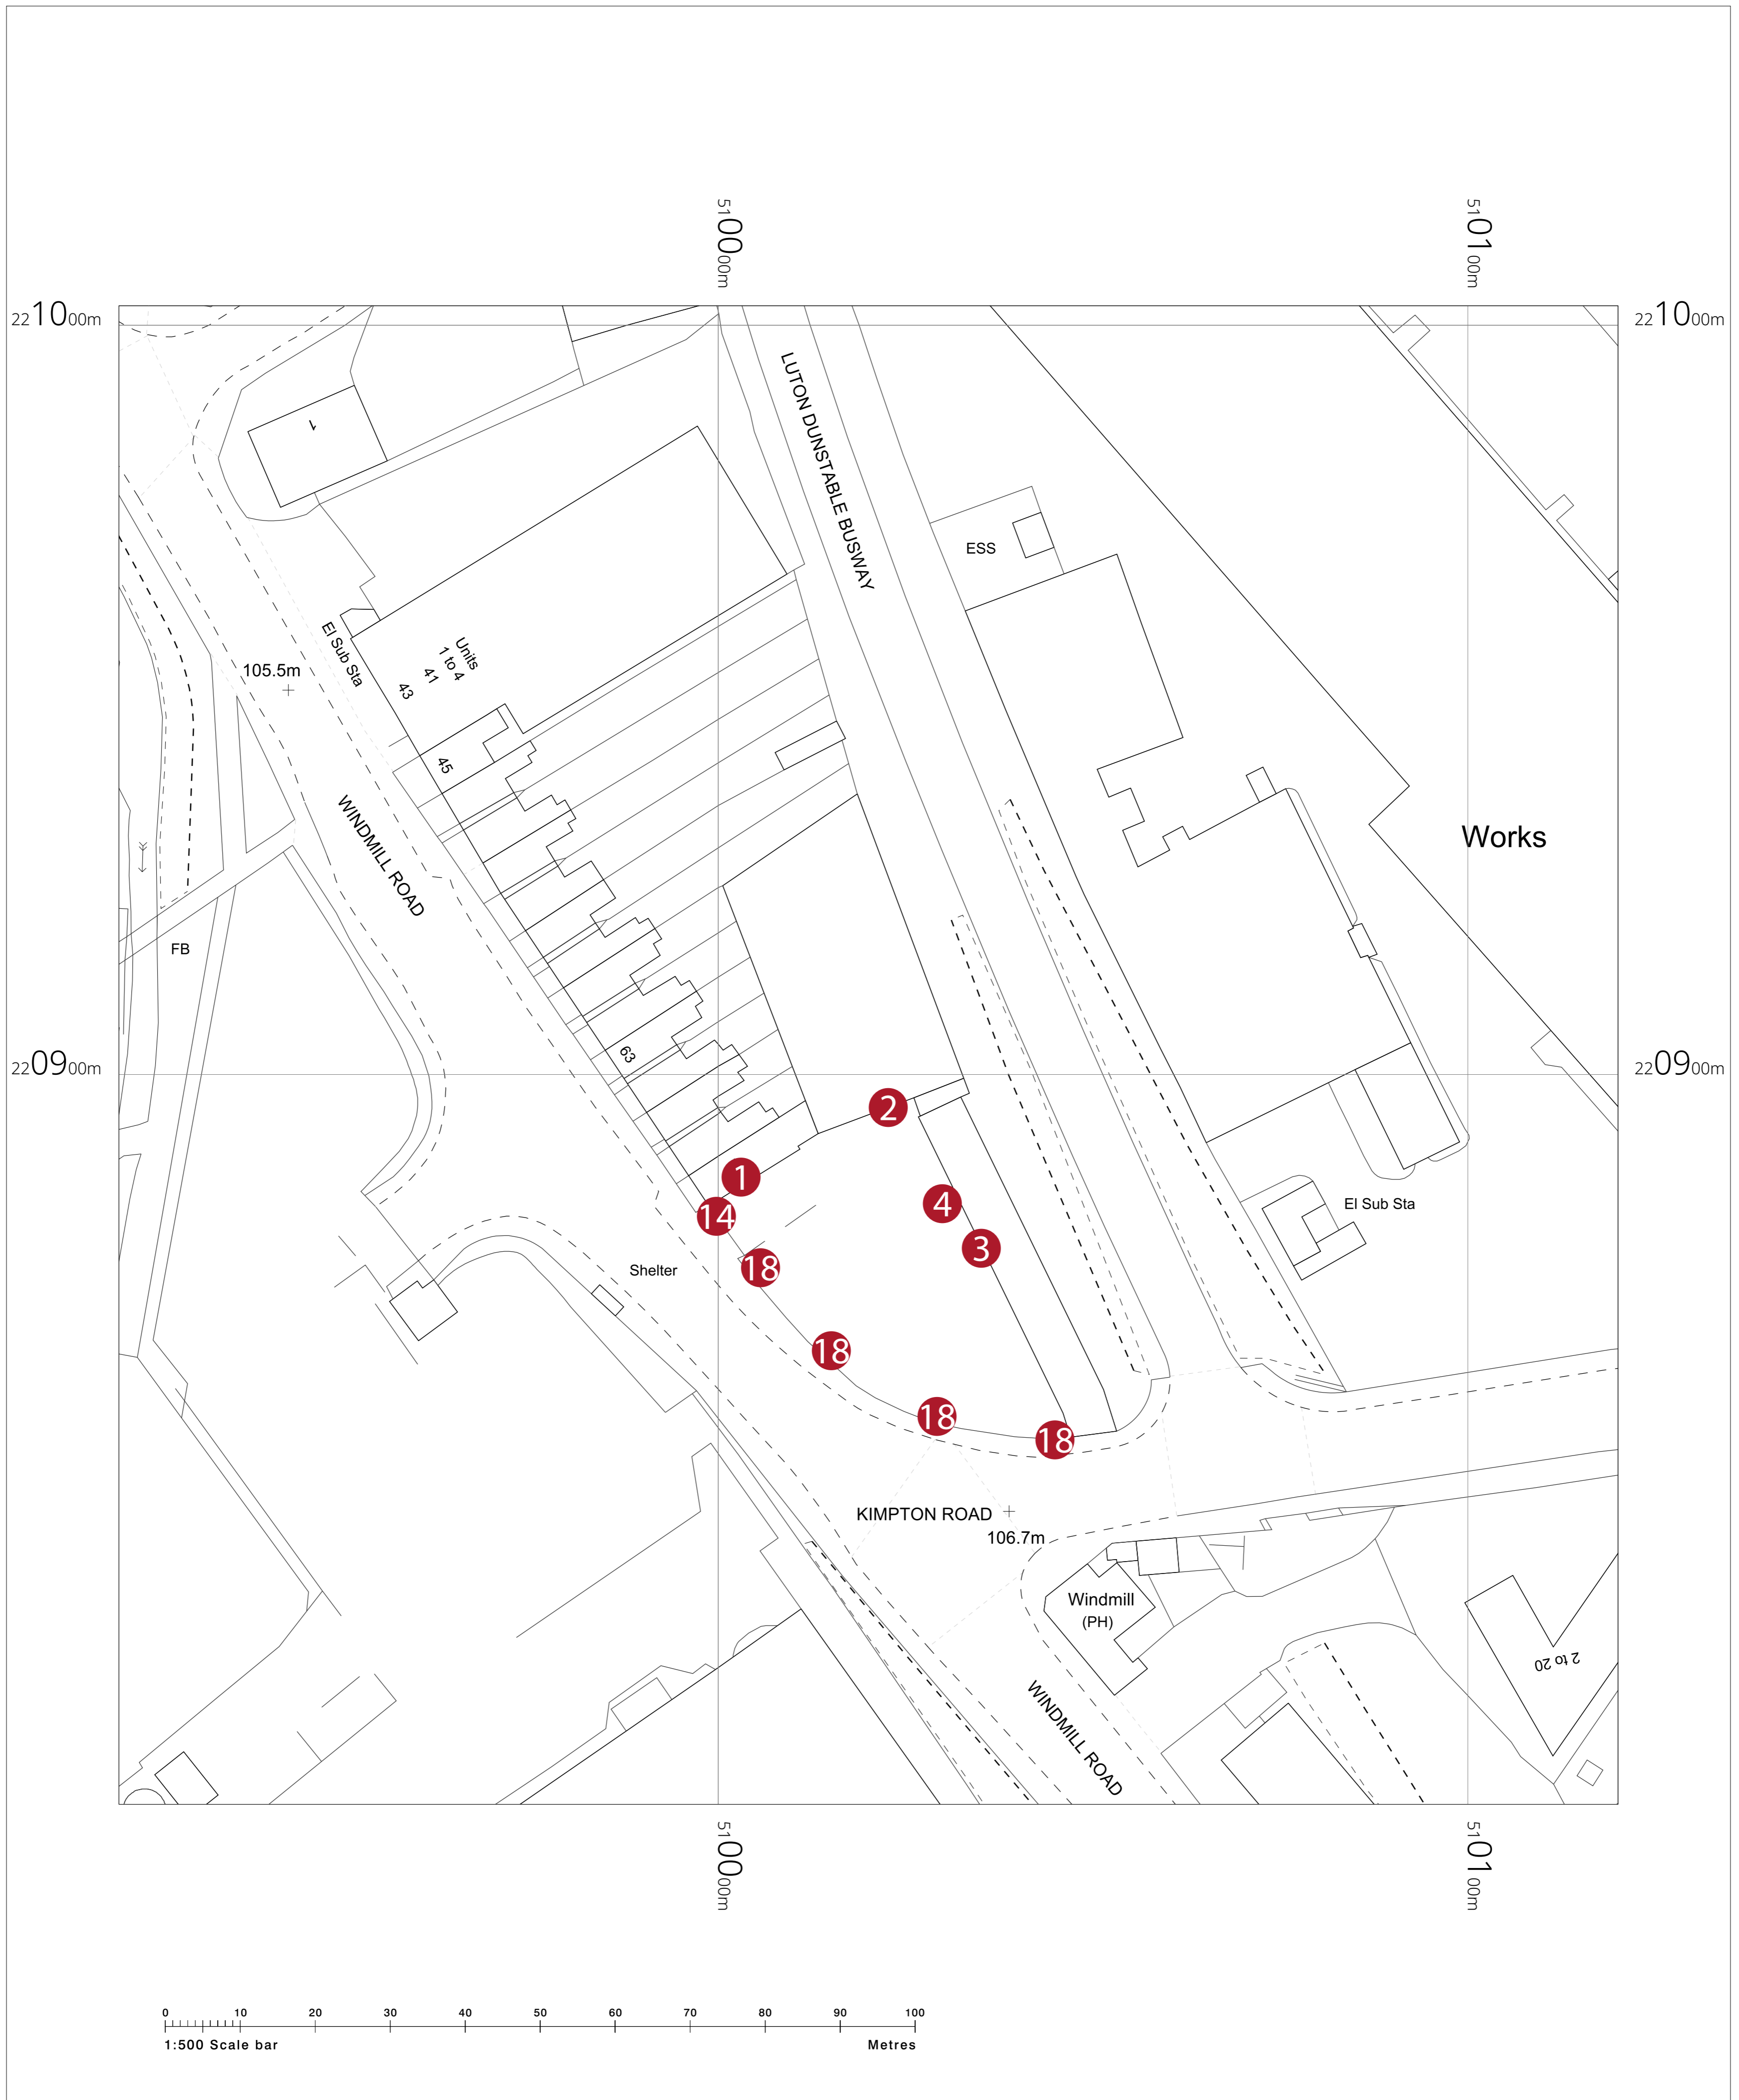 5100 00m
5101 00m
2210 00m
2210 00m
LUTON DUNSTABLE BUSWAY
1
ESS
El Sub Sta
Units
1 to 4
41
43
105.5m
45
WINDMILL ROAD
Works
FB
63
2209 00m
2209 00m
2
1
4
El Sub Sta
14
3
18
Shelter
18
18
18
KIMPTON ROAD
106.7m
Windmill
(PH)
2 to 20
WINDMILL ROAD
5100 00m
5101 00m
0 10 20 30 40 50 60 70 80 90 100
1:500 Scale bar
Metres